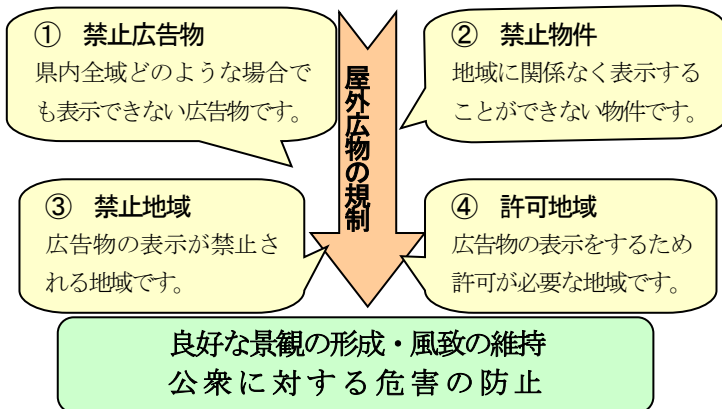 ① 禁止広告物
県内全域どのような場合で
も表示できない広告物です。
② 禁止物件
地域に関係なく表示する
ことができない物件です。
屋外広物の規制
③ 禁止地域
広告物の表示が禁止さ
れる地域です。
④ 許可地域
広告物の表示をするため
許可が必要な地域です。
良好な景観の形成・風致の維持
公衆に対する危害の防止